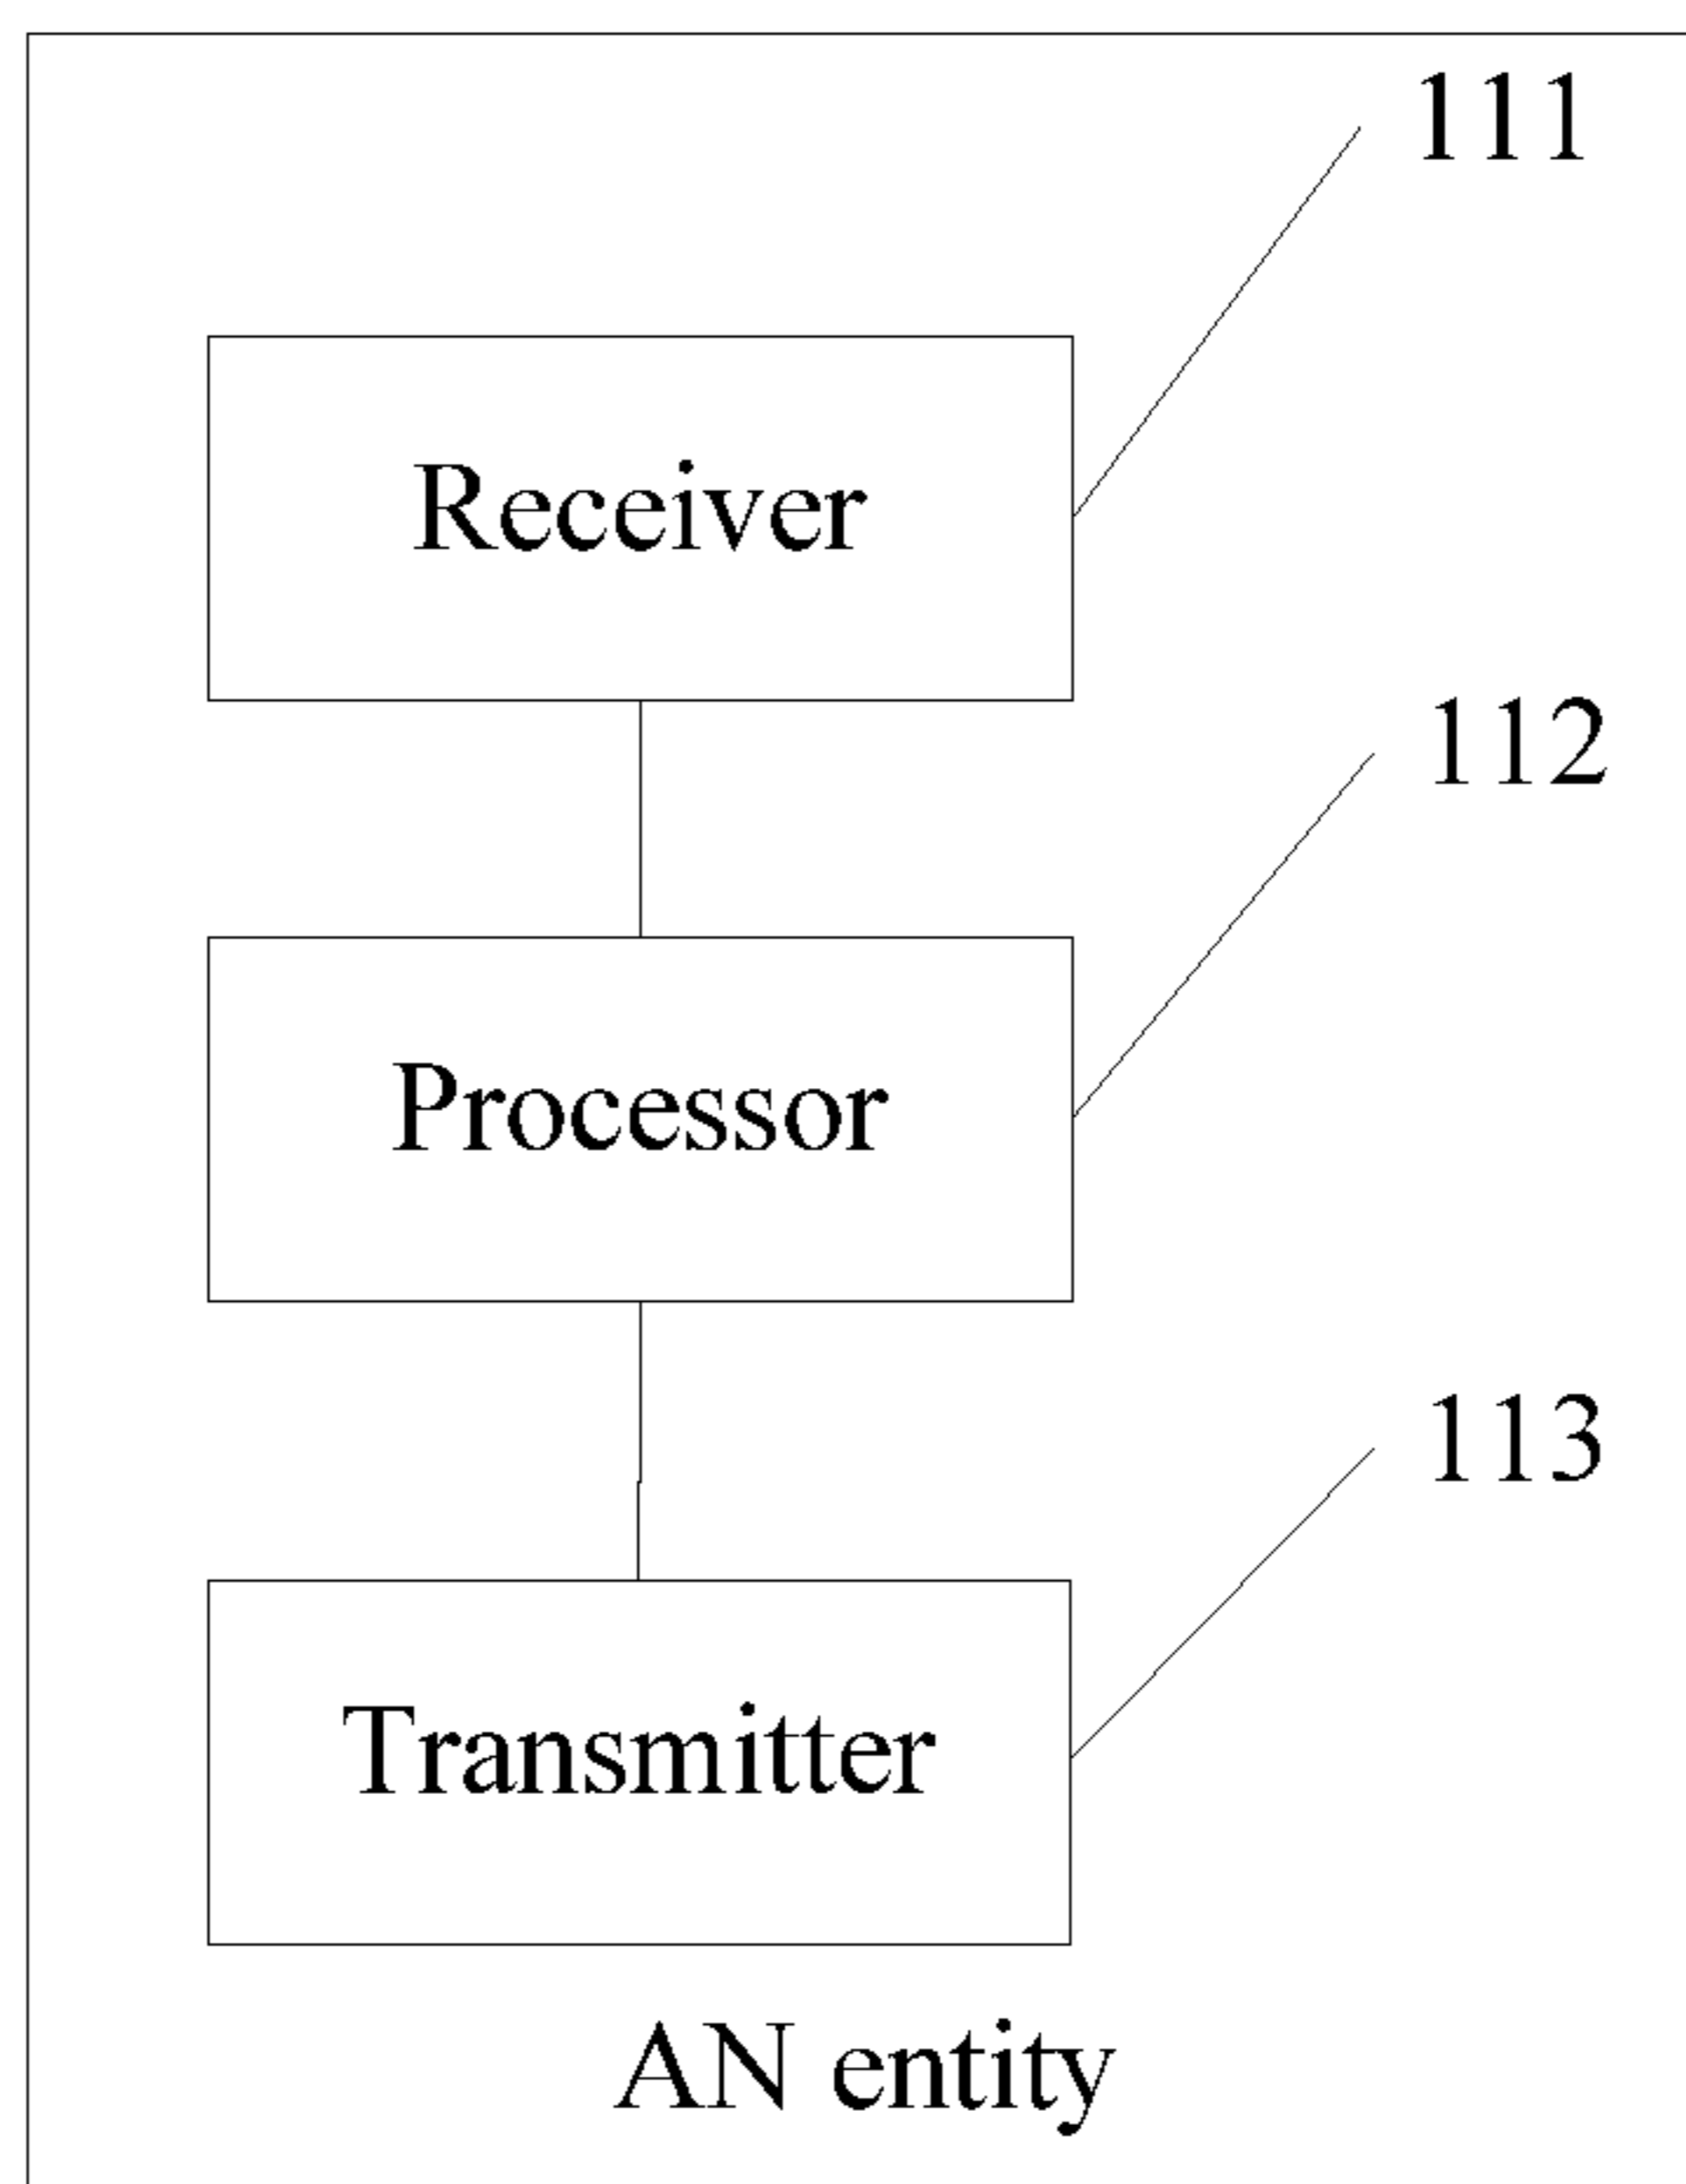 111
Receiver
112
Processor
113
Transmitter
AN entity